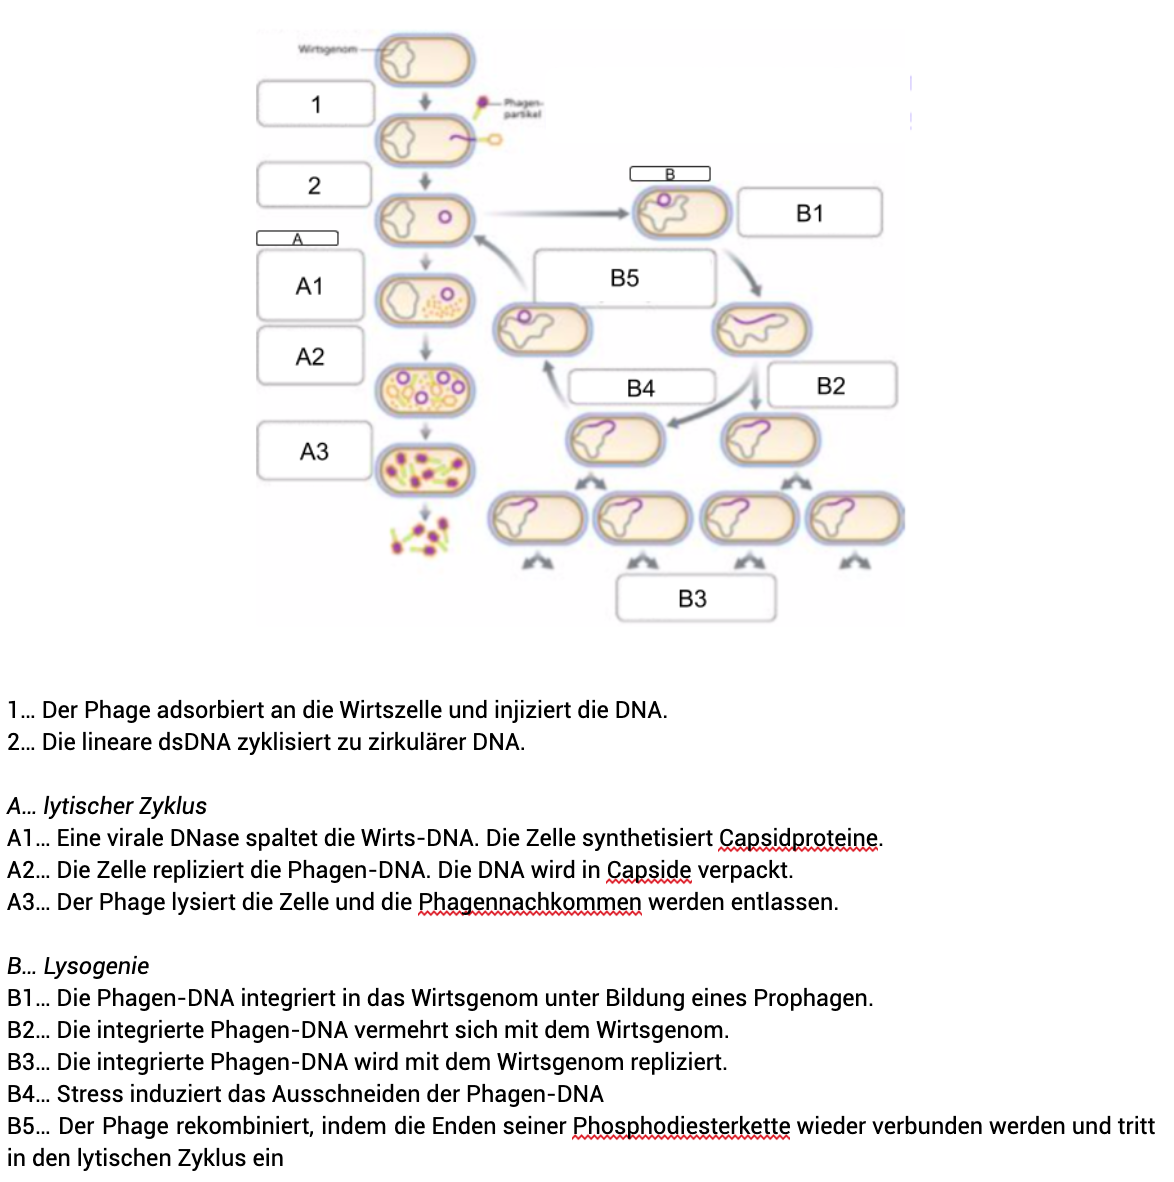 Wirtsgenom
1
Phagen-
partikel
2
B
B1
A
A1
B5
A2
B4
B2
A3
B3
1... Der Phage adsorbiert an die Wirtszelle und injiziert die DNA.
2... Die lineare dsDNA zyklisiert zu zirkulärer DNA.
A... lytischer Zyklus
A1... Eine virale DNase spaltet die Wirts-DNA. Die Zelle synthetisiert Capsidproteine.
A2... Die Zelle repliziert die Phagen-DNA. Die DNA wird in Capside verpackt.
A3... Der Phage lysiert die Zelle und die Phagennachkommen werden entlassen.
B... Lysogenie
B1... Die Phagen-DNA integriert in das Wirtsgenom unter Bildung eines Prophagen.
B2... Die integrierte Phagen-DNA vermehrt sich mit dem Wirtsgenom.
B3... Die integrierte Phagen-DNA wird mit dem Wirtsgenom repliziert.
B4... Stress induziert das Ausschneiden der Phagen-DNA
B5... Der Phage rekombiniert, indem die Enden seiner Phosphodiesterkette wieder verbunden werden und tritt
in den lytischen Zyklus ein